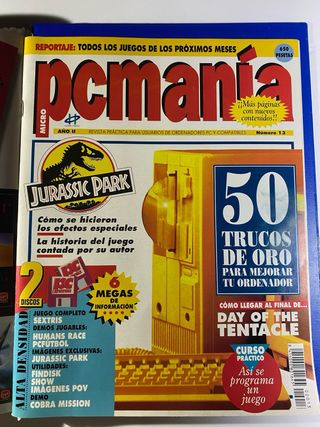 REPORTAJE: TODOS LOS JUEGOS DE LOS PRÓXIMOS MESES
650
PESETAS
MICRO
pcmanía
¡¡Más páginas
con nuevos
contenidos!!
AÑO II
REVISTA PRÁCTICA PARA USUARIOS DE ORDENADORES PC Y COMPATIBLES
Número 13
JURASSIC PARK
Cómo se hicieron
los efectos especiales
La historia del juego
contada por su autor
50
TRUCOS
DE ORO
PARA MEJORAR
TU ORDENADOR
2
DISCOS
ALTA DENSIDAD
6
MEGAS
DE
INFORMACIÓN
JUEGO COMPLETO
SEXTRIS
DEMOS JUGABLES:
HUMANS RACE
PCFUTBOL
IMÁGENES EXCLUSIVAS:
JURASSIC PARK
UTILIDADES:
FINDISK
SHOW
IMÁGENES POV
DEMO
COBRA MISSION
CÓMO LLEGAR AL FINAL DE...
DAY OF THE
TENTACLE
CURSO
PRÁCTICO
Así se
programa un
juego